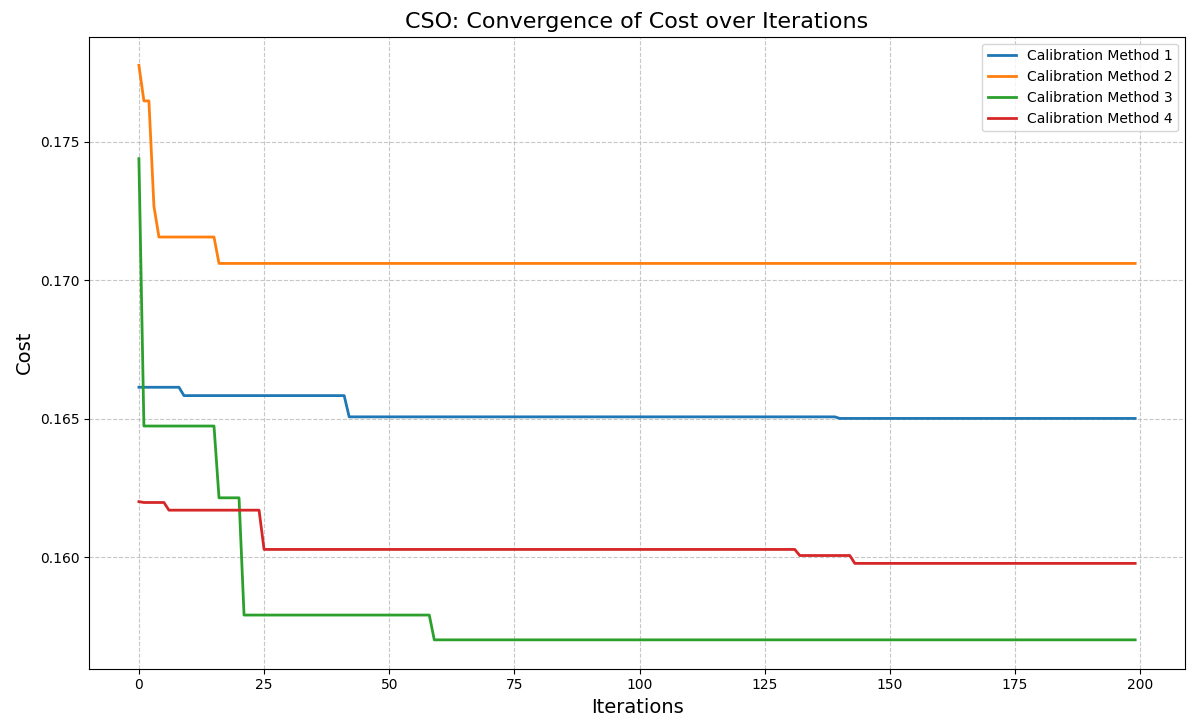 CSO: Convergence of Cost over Iterations
Calibration Method 1
Calibration Method 2
Calibration Method 3
Calibration Method 4
Cost
0.175
0.170
0.165
0.160
0 25 50 75 100 125 150 175 200
Iterations